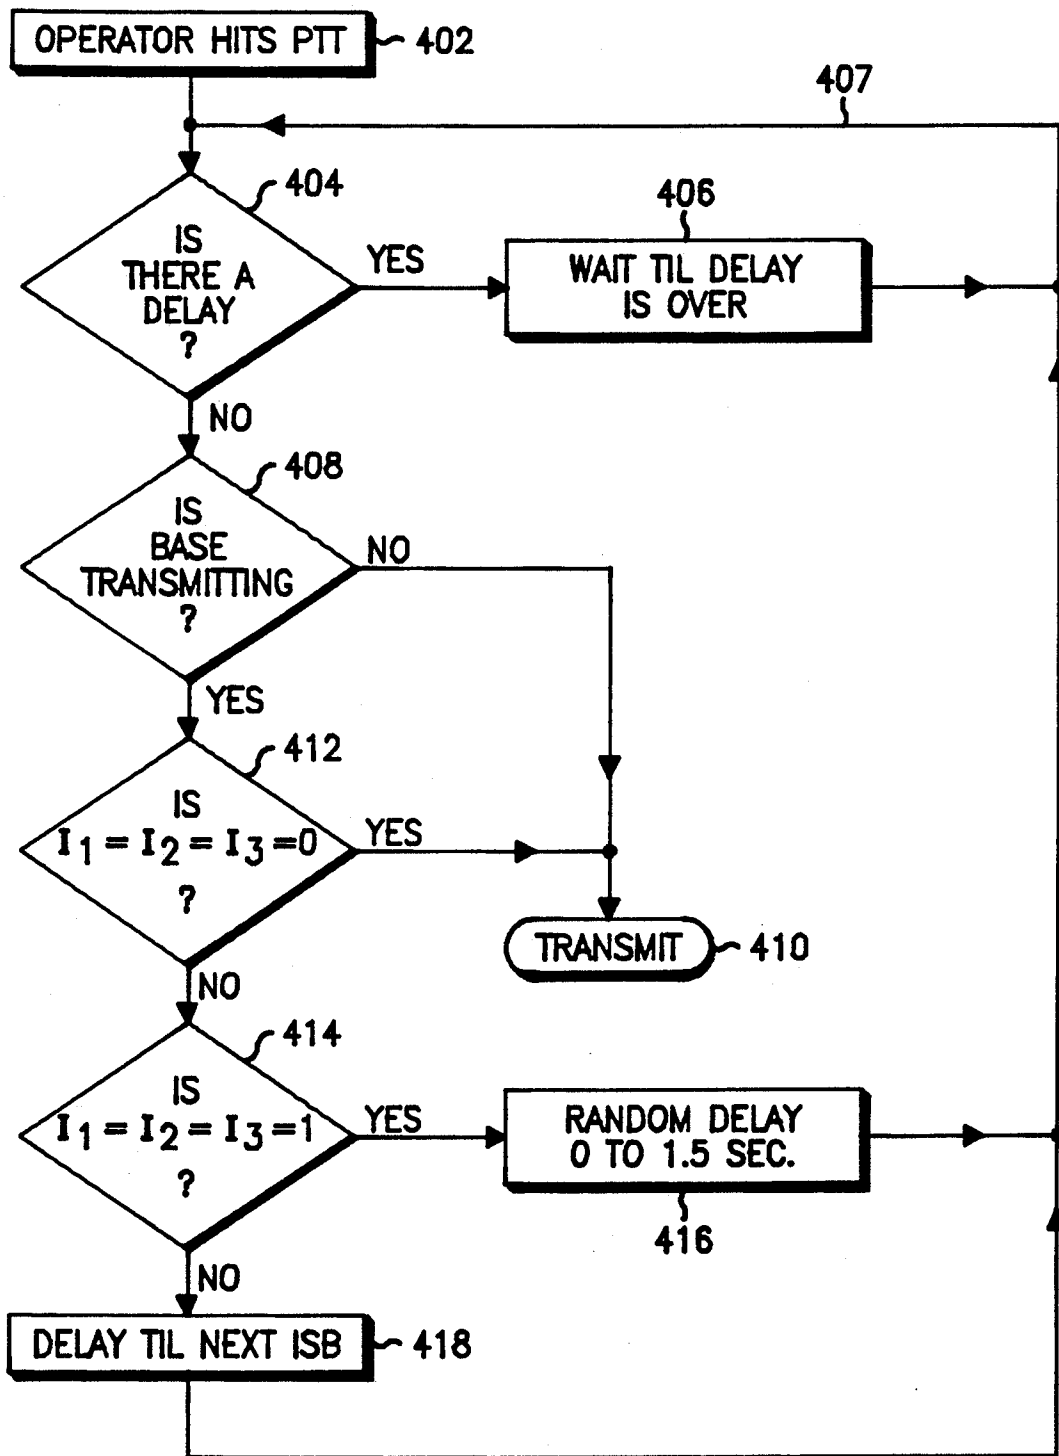 OPERATOR HITS PTT
402
407
404
IS
THERE A
DELAY
?
YES
406
WAIT TIL DELAY
IS OVER
NO
408
IS
BASE
TRANSMITTING
?
NO
YES
412
IS
I1 = I2 = I3 =0
?
YES
TRANSMIT
410
NO
414
IS
I1 = I2 = I3 =1
?
YES
RANDOM DELAY
0 TO 1.5 SEC.
416
NO
DELAY TIL NEXT ISB
418